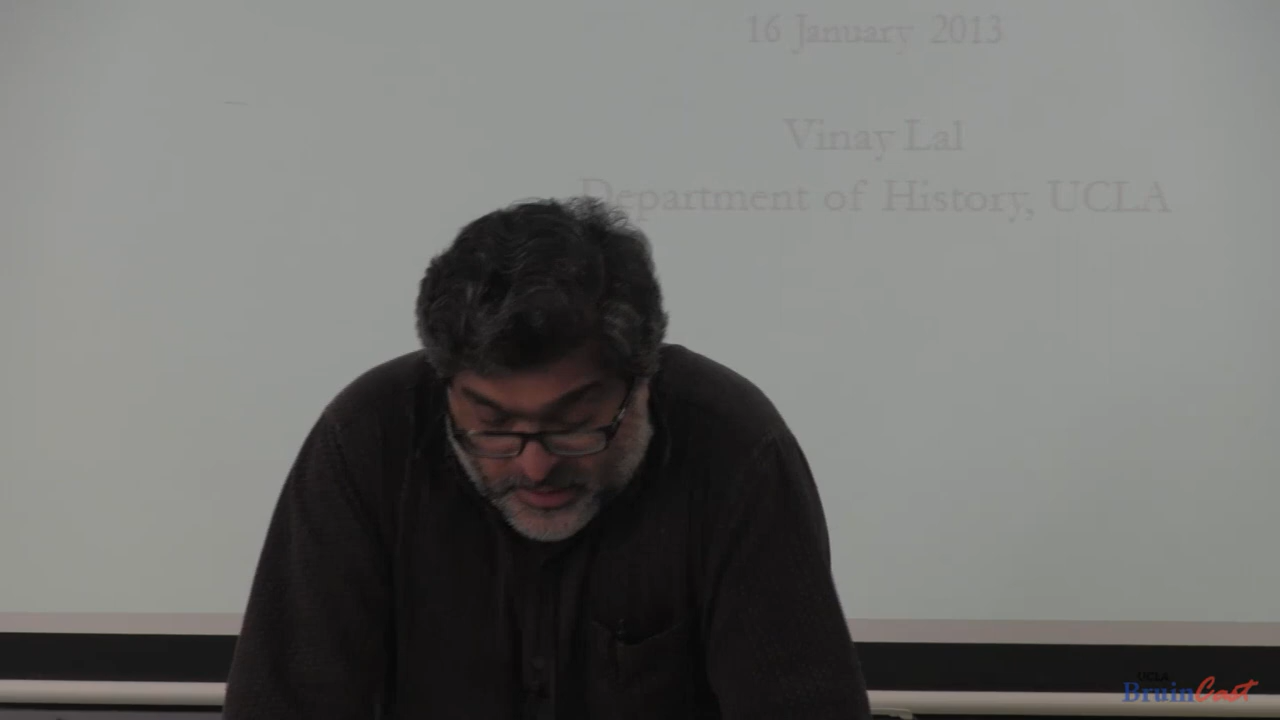 16 January 2013
Vinay Lal
Department of History, UCLA
UCLA
BruinCast